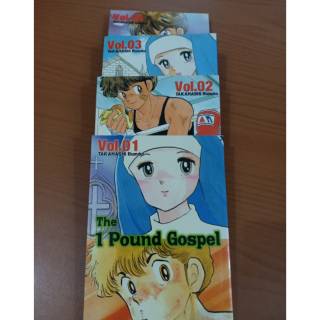 Vol.03
TAKAHASHI Rumiko
Vol.02
TAKAHASHI Rumiko
Vol.01
TAKAHASHI Rumiko
The
1 Pound Gospel